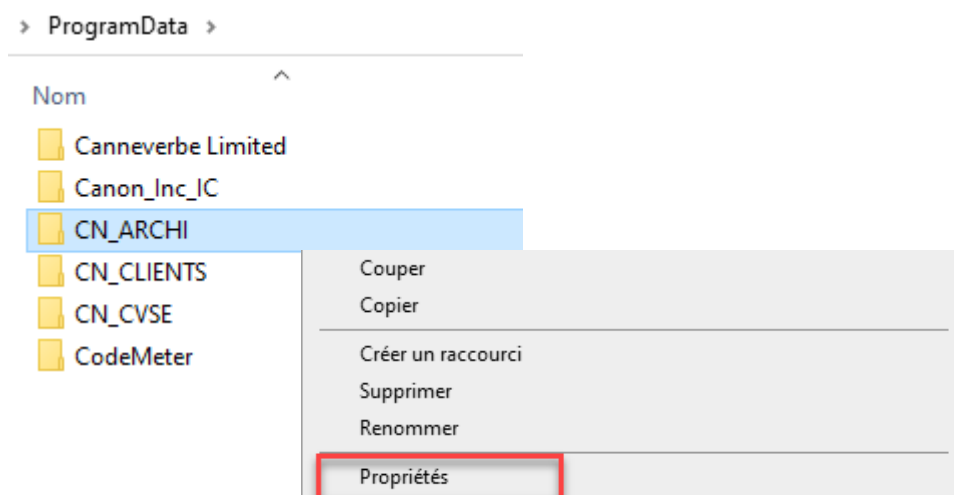 > ProgramData >
Nom
Canneverbe Limited
Canon_Inc_IC
CN_ARCHI
CN_CLIENTS
CN_CVSE
CodeMeter
Couper
Copier
Créer un raccourci
Supprimer
Renommer
Propriétés